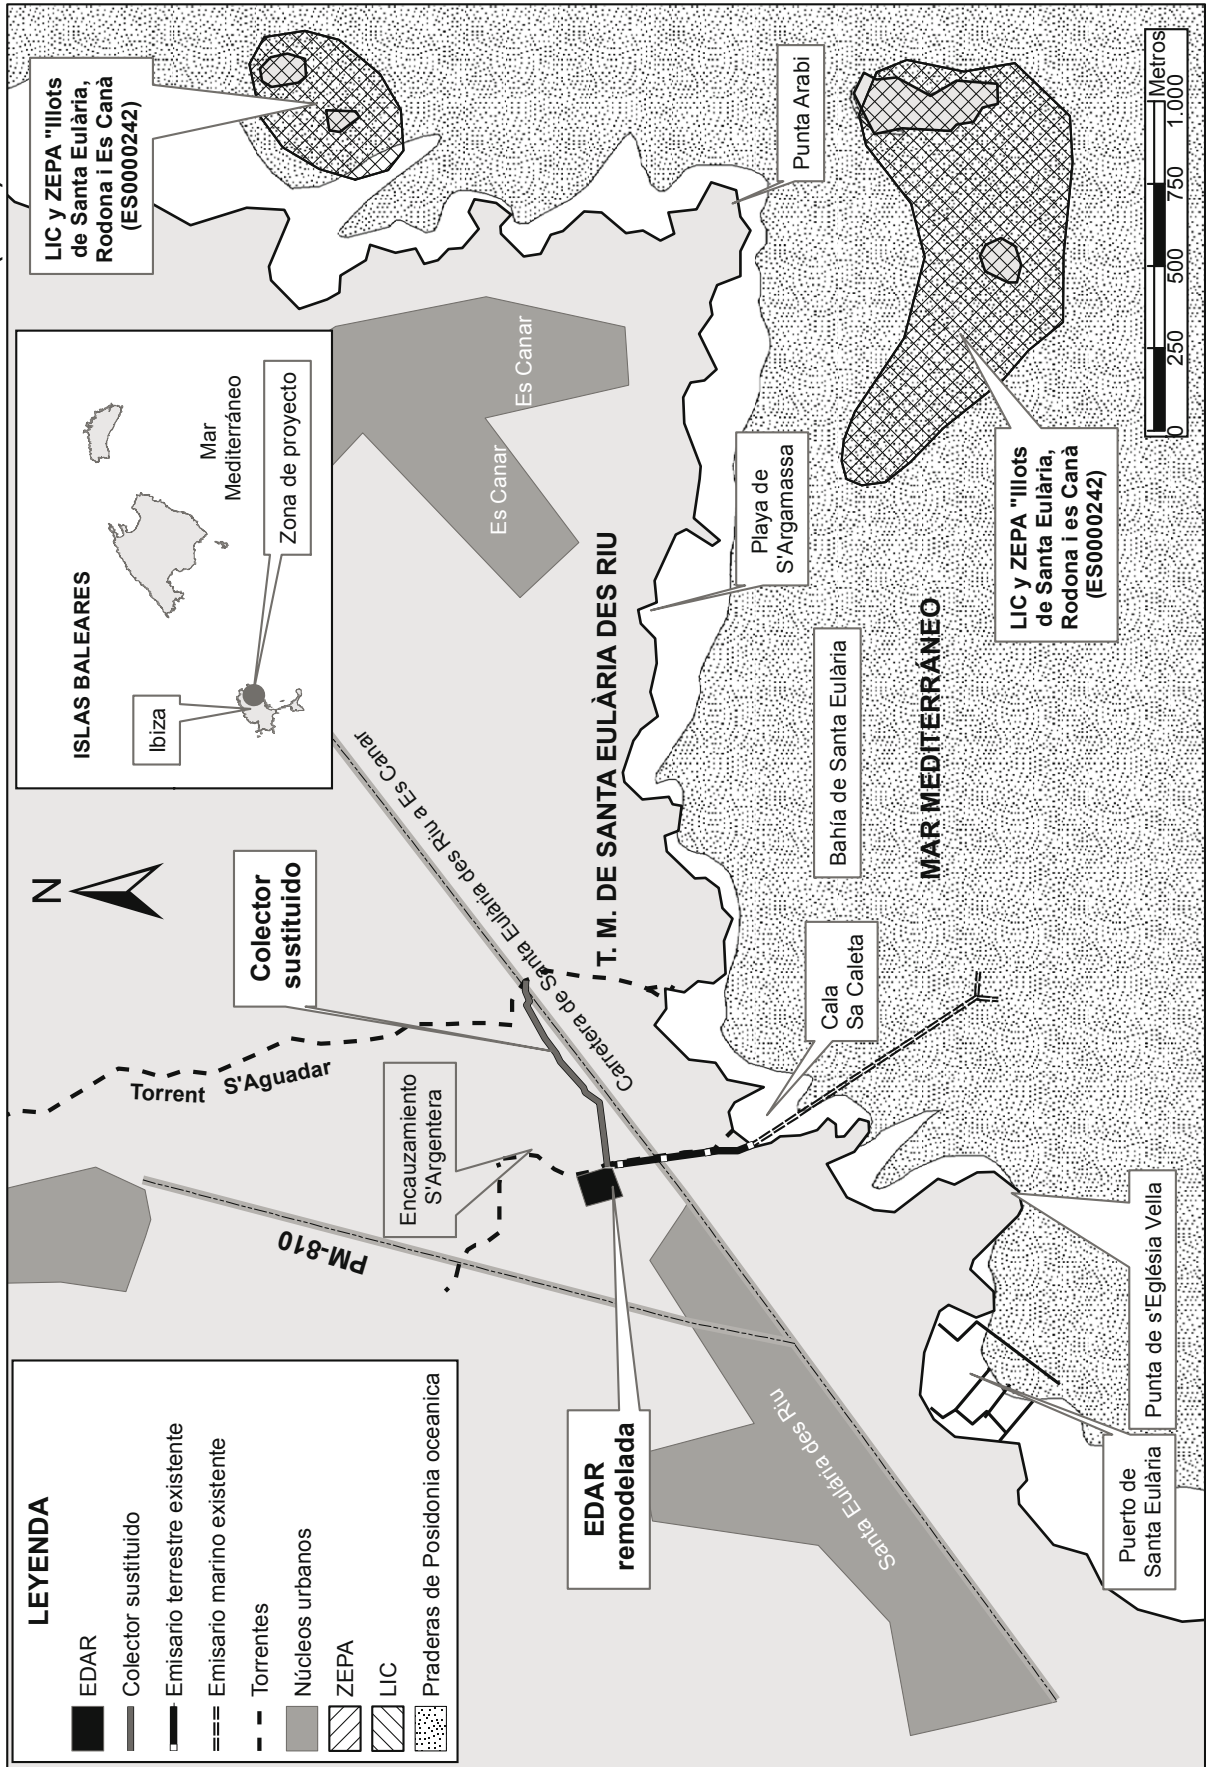 LEYENDA
EDAR
Colector sustituido
Emisario terrestre existente
Emisario marino existente
Torrentes
Núcleos urbanos
ZEPA
LIC
Praderas de Posidonia oceanica
PM-810
Torrent S'Aguadar
Encauzamiento
S'Argentera
Colector
sustituido
N
ISLAS BALEARES
Ibiza
Mar
Mediterráneo
Zona de proyecto
LIC y ZEPA "Illots
de Santa Eulària,
Rodona i Es Canà
(ES0000242)
Carretera de Santa Eulària des Riu a Es Canar
Es Canar
Es Canar
EDAR
remodelada
T. M. DE SANTA EULÀRIA DES RIU
Santa Eulària des Riu
Playa de
S'Argamassa
Punta Arabi
Cala
Sa Caleta
Bahía de Santa Eulària
MAR MEDITERRÁNEO
LIC y ZEPA "Illots
de Santa Eulària,
Rodona i es Canà
(ES0000242)
Puerto de
Santa Eulària
Punta de s'Església Vella
0 250 500 750 1.000
Metros